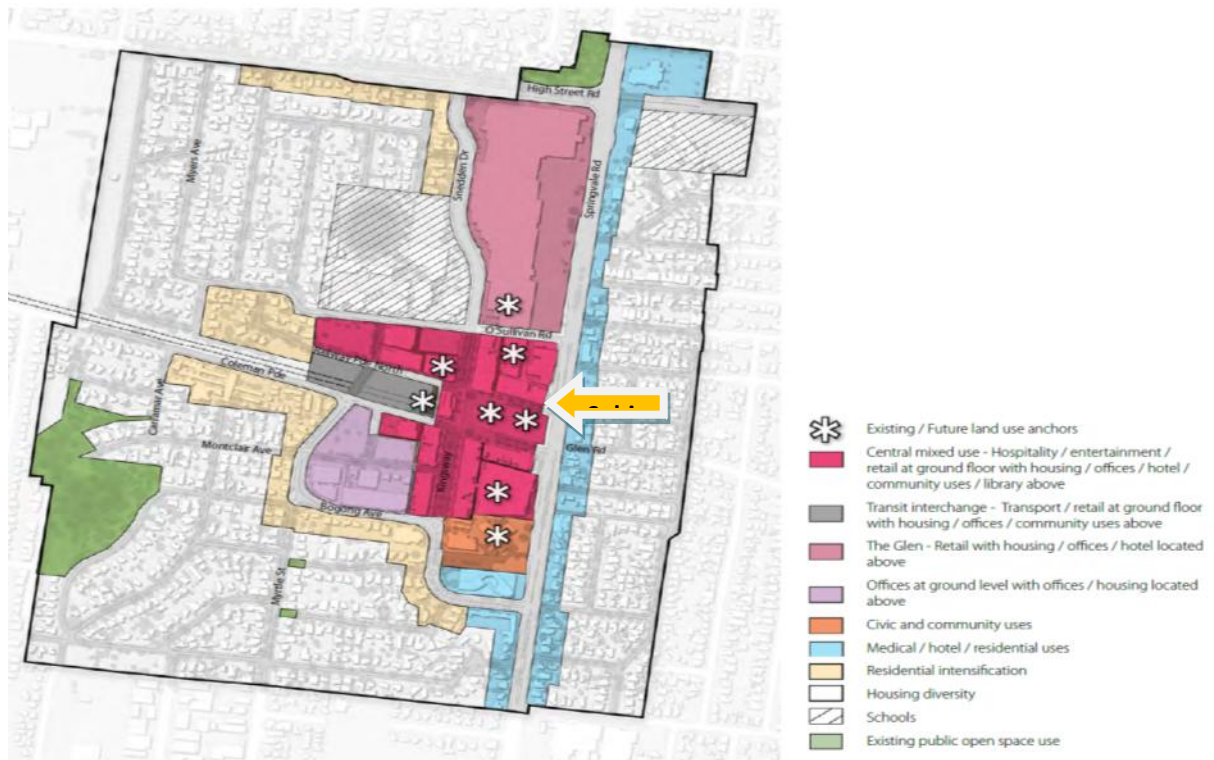 High Street Rd
Snedden Dr
Springvale Rd
Myers Ave
O'Sullivan Rd
Coleman Pde
Montclair Ave
Kingsway
Glen Rd
Bogong Ave
Myrtle St
Existing / Future land use anchors
Central mixed use - Hospitality / entertainment /
retail at ground floor with housing / offices / hotel /
community uses / library above
Transit interchange - Transport / retail at ground floor
with housing / offices / community uses above
The Glen - Retail with housing / offices / hotel located
above
Offices at ground level with offices / housing located
above
Civic and community uses
Medical / hotel / residential uses
Residential intensification
Housing diversity
Schools
Existing public open space use